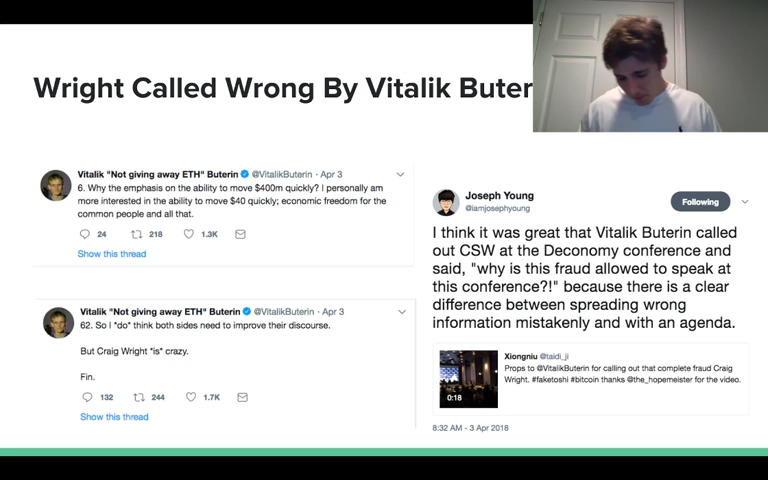 Wright Called Wrong By Vitalik Buter
Vitalik "Not giving away ETH" Buterin @VitalikButerin · Apr 3
6. Why the emphasis on the ability to move $400m quickly? I personally am
more interested in the ability to move $40 quickly; economic freedom for the
common people and all that.
24 218 1.3K
Show this thread
Vitalik "Not giving away ETH" Buterin @VitalikButerin · Apr 3
62. So I *do* think both sides need to improve their discourse.
But Craig Wright *is* crazy.
Fin.
132 244 1.7K
Show this thread
Joseph Young
@iamjosephyoung
Following
I think it was great that Vitalik Buterin called
out CSW at the Deconomy conference and
said, "why is this fraud allowed to speak at
this conference?!" because there is a clear
difference between spreading wrong
information mistakenly and with an agenda.
Xiongniu @taidi_ji
Props to @VitalikButerin for calling out that complete fraud Craig
Wright. #faketoshi #bitcoin thanks @the_hopemeister for the video.
0:18
8:32 AM - 3 Apr 2018